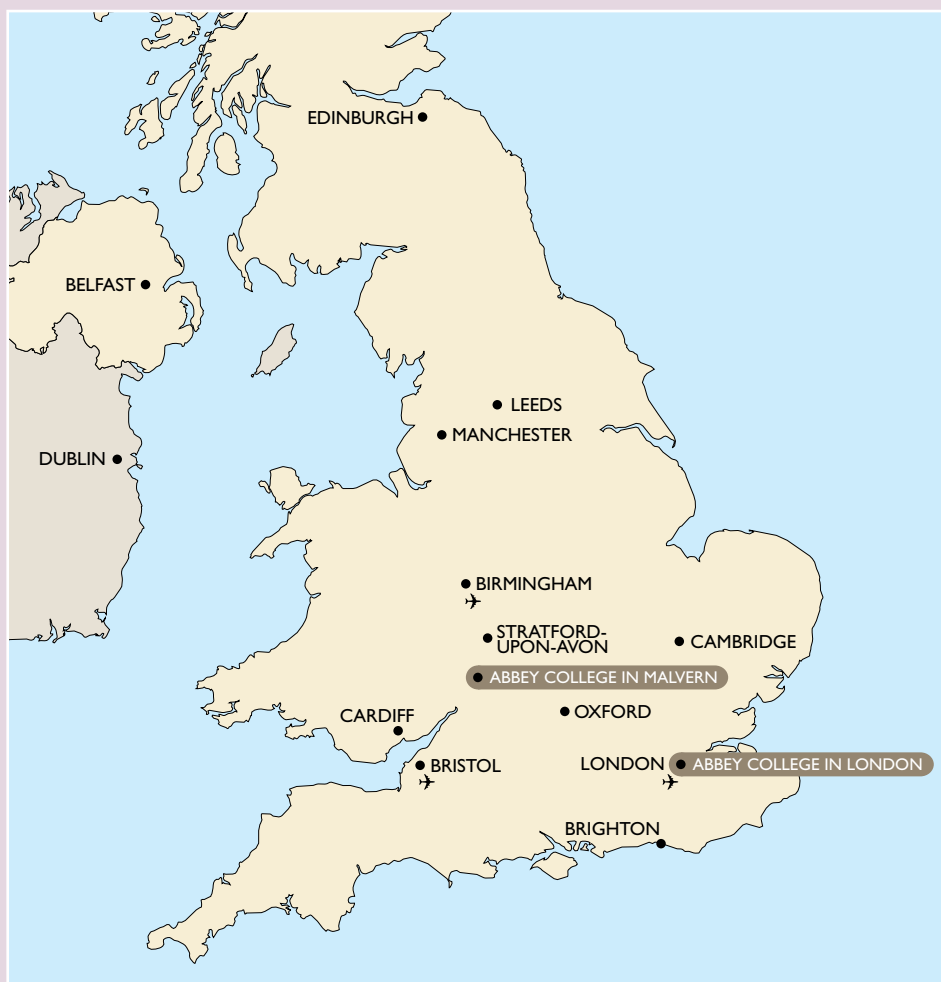 EDINBURGH
BELFAST
LEEDS
MANCHESTER
DUBLIN
BIRMINGHAM
STRATFORD-
UPON-AVON
CAMBRIDGE
ABBEY COLLEGE IN MALVERN
OXFORD
CARDIFF
BRISTOL
LONDON
ABBEY COLLEGE IN LONDON
BRIGHTON